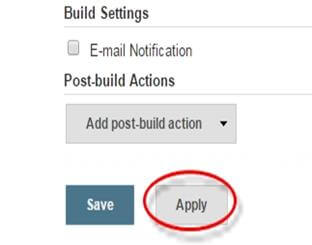 Build Settings
E-mail Notification
Post-build Actions
Add post-build action
Save Apply